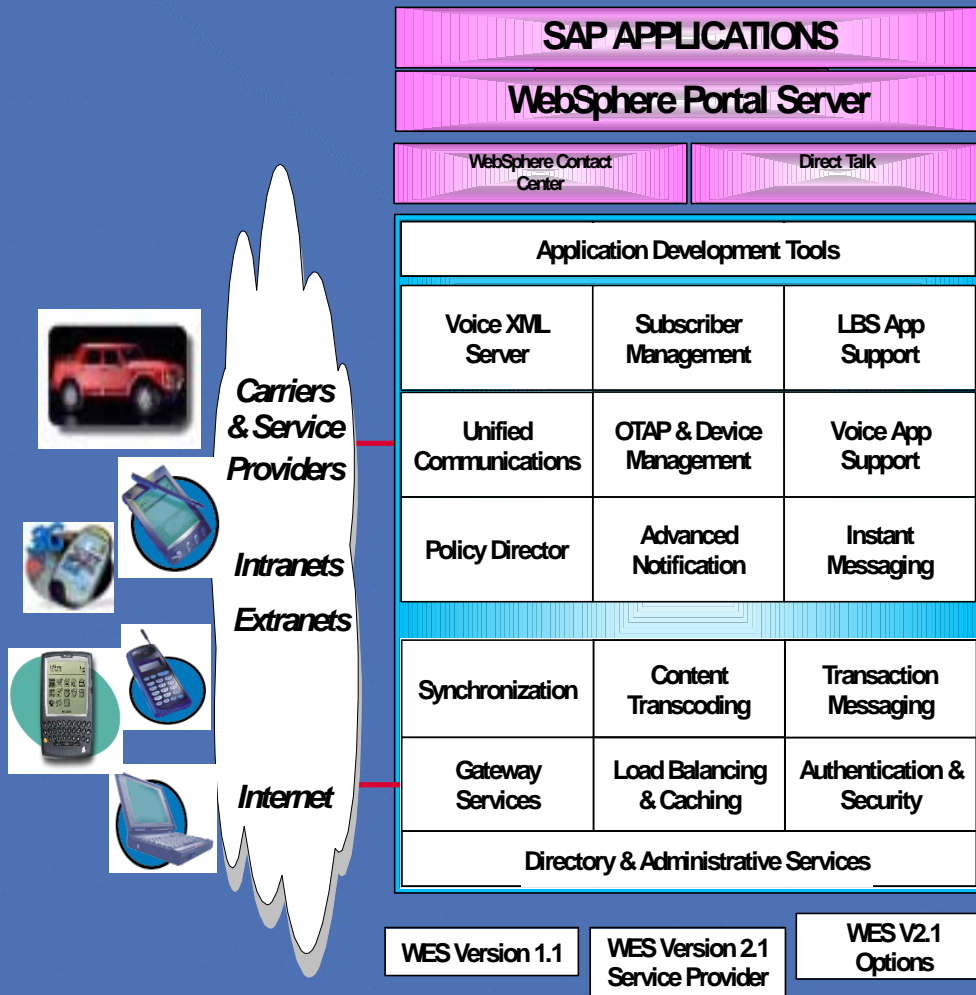 SAP APPLICATIONS
WebSphere Portal Server
WebSphere Contact
Center
Direct Talk
Application Development Tools
Voice XML
Server
Subscriber
Management
LBS App
Support
Carriers
& Service
Providers
Unified
Communications
OTAP & Device
Management
Voice App
Support
Policy Director
Advanced
Notification
Instant
Messaging
Intranets
Extranets
Synchronization
Content
Transcoding
Transaction
Messaging
Internet
Gateway
Services
Load Balancing
& Caching
Authentication &
Security
Directory & Administrative Services
WES Version 1.1
WES Version 2.1
Service Provider
WES V2.1
Options